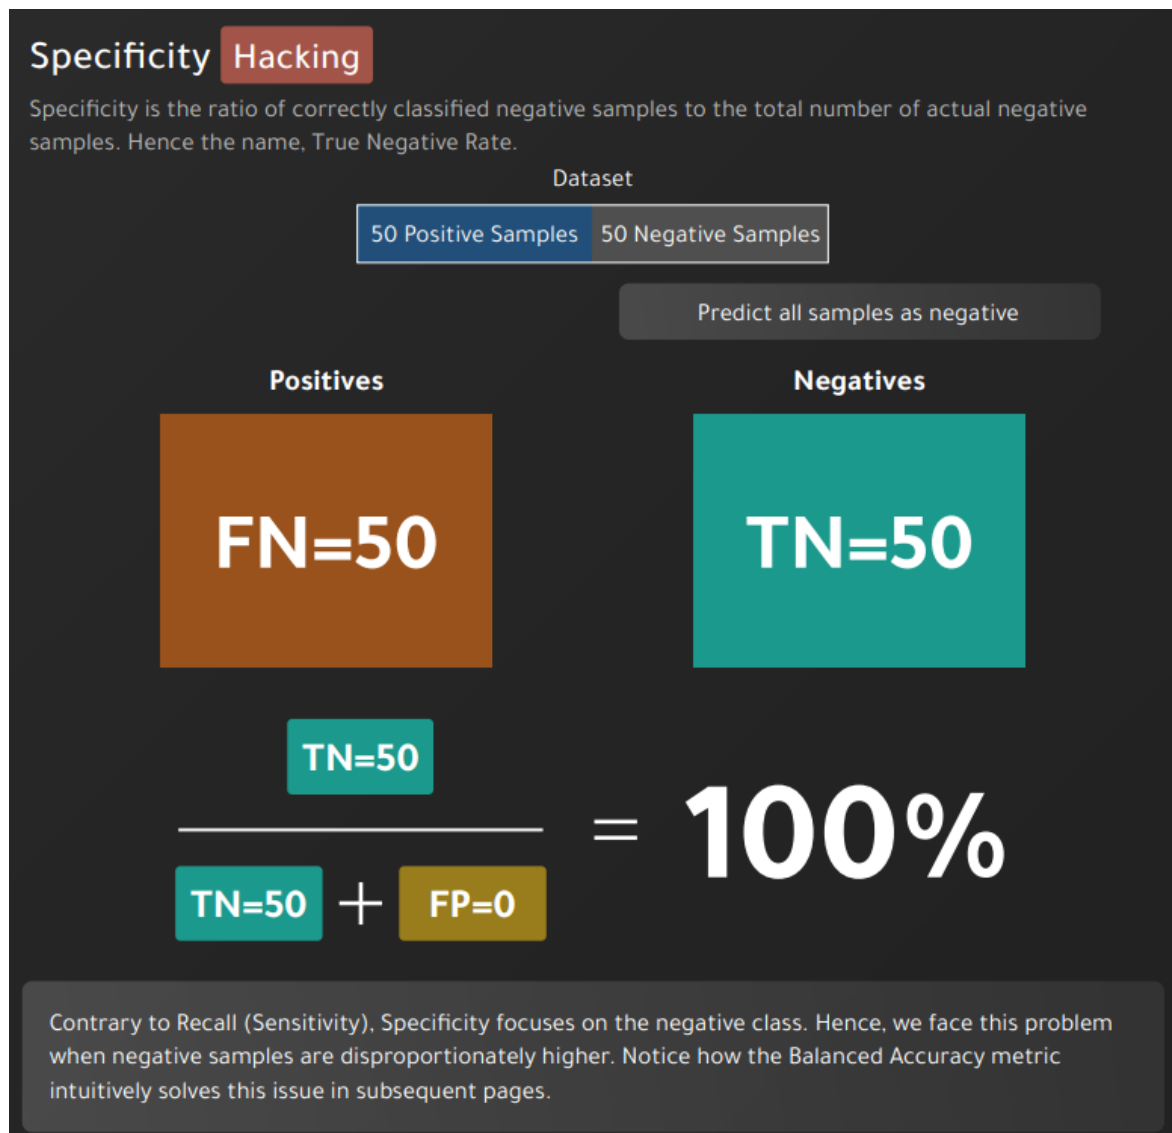 Specificity Hacking
Specificity is the ratio of correctly classified negative samples to the total number of actual negative
samples. Hence the name, True Negative Rate.
Dataset
50 Positive Samples 50 Negative Samples
Predict all samples as negative
Positives Negatives
FN=50 TN=50
TN=50
= 100%
TN=50 + FP=0
Contrary to Recall (Sensitivity), Specificity focuses on the negative class. Hence, we face this problem
when negative samples are disproportionately higher. Notice how the Balanced Accuracy metric
intuitively solves this issue in subsequent pages.